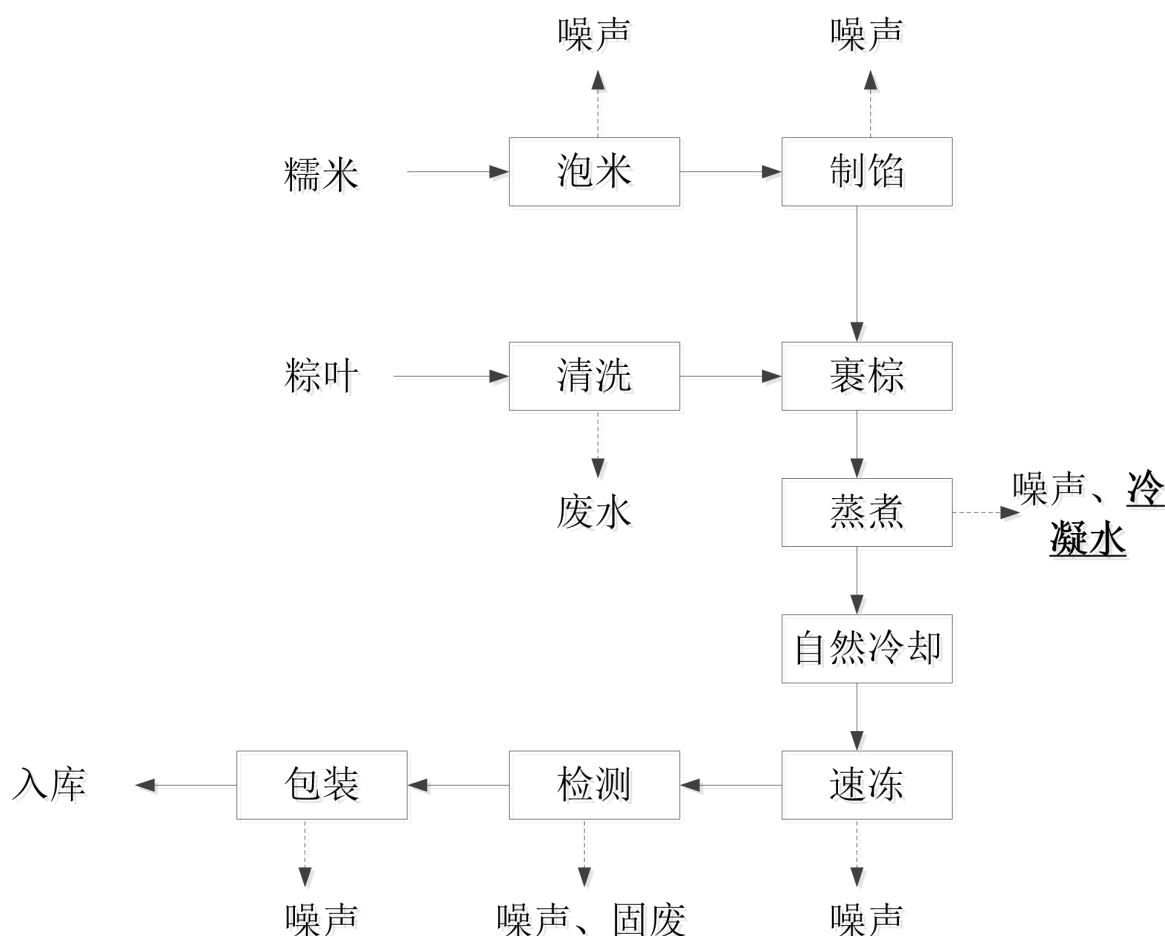 噪声
噪声
糯米
泡米
制馅
粽叶
清洗
裹棕
废水
蒸煮
噪声、冷
凝水
自然冷却
入库
包装
检测
速冻
噪声
噪声、固废
噪声